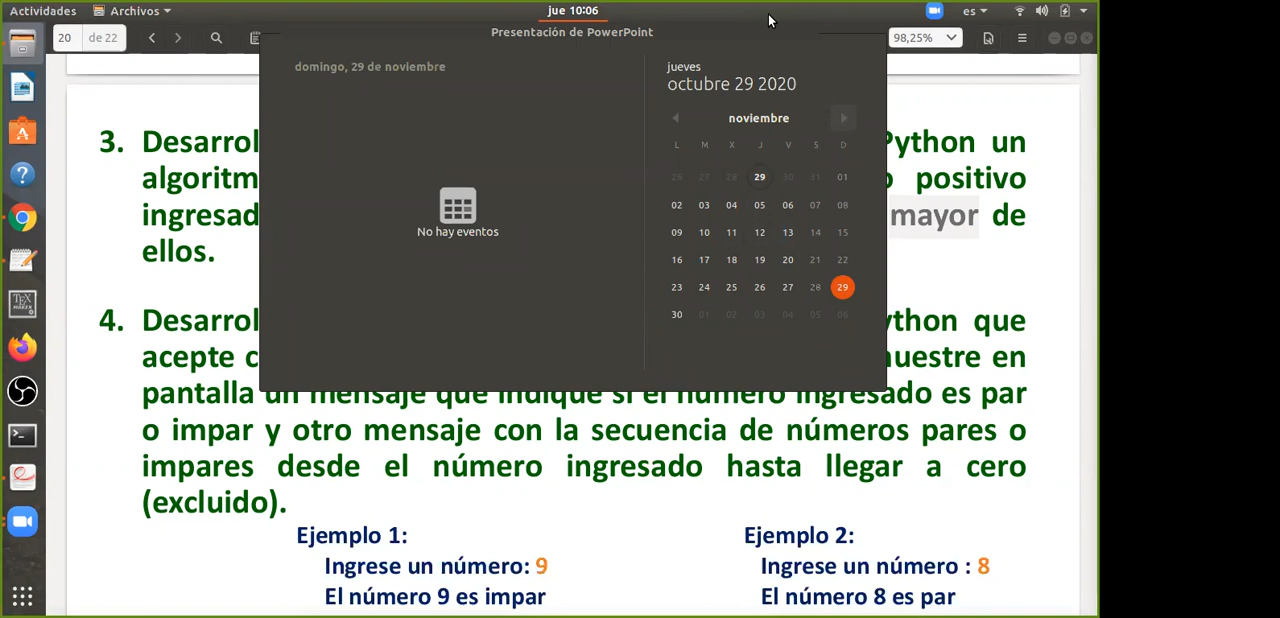 Actividades Archivos jue 10:06 es
20 de 22 Presentación de PowerPoint 98,25%
domingo, 29 de noviembre
No hay eventos
jueves
octubre 29 2020
noviembre
L M X J V S D
26 27 28 29 30 31 01
02 03 04 05 06 07 08
09 10 11 12 13 14 15
16 17 18 19 20 21 22
23 24 25 26 27 28 29
30 01 02 03 04 05 06
3. Desarrol Python un
algoritm positivo
ingresad mayor de
ellos.
4. Desarrol ython que
acepte c uestre en
pantalla un mensaje que indique si el número ingresado es par
o impar y otro mensaje con la secuencia de números pares o
impares desde el número ingresado hasta llegar a cero
(excluido).
Ejemplo 1:
Ingrese un número: 9
El número 9 es impar
Ejemplo 2:
Ingrese un número : 8
El número 8 es par